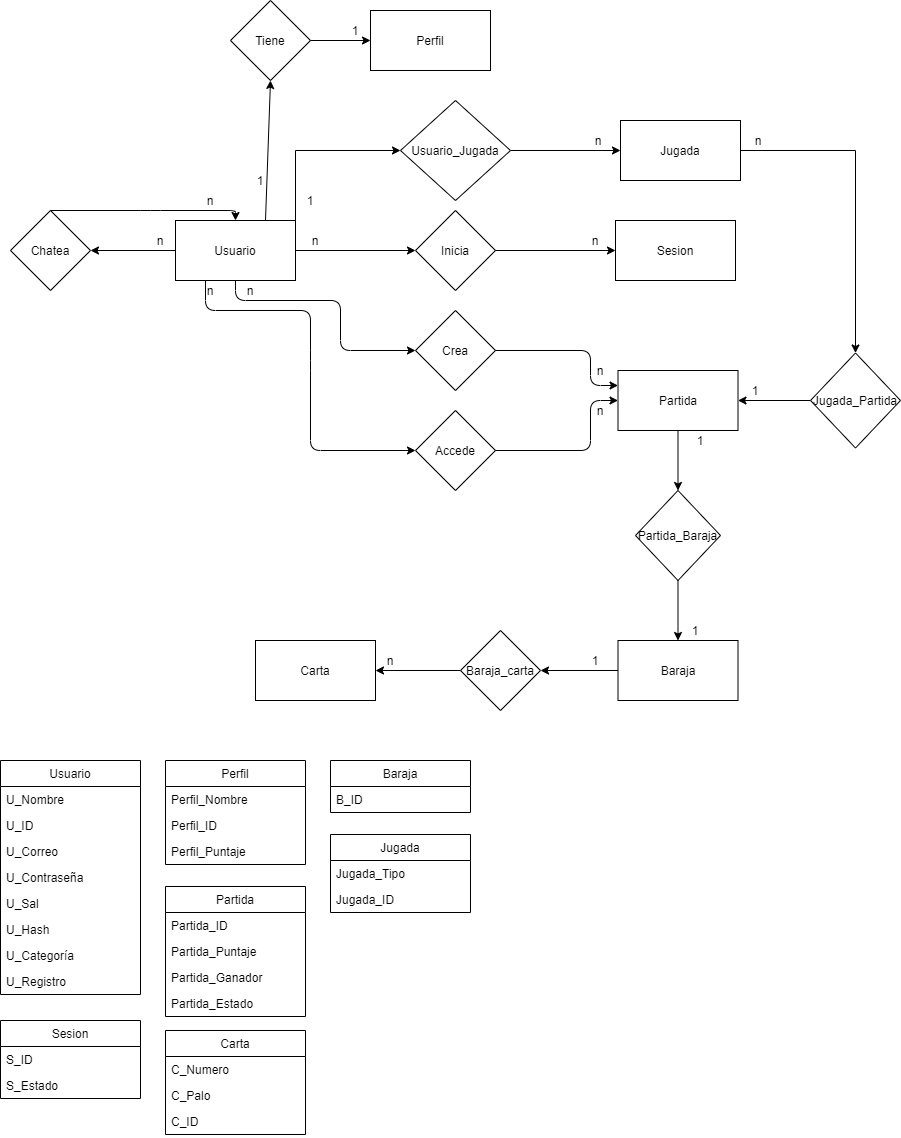 Tiene
1
Perfil
1
Usuario_Jugada
n
Jugada
n
1
n
Chatea
n
Usuario
n
Inicia
n
Sesion
n
n
Crea
n
Partida
1
Jugada_Partida
n
Accede
1
Partida_Baraja
1
Carta
n
Baraja_carta
1
Baraja
Usuario
U_Nombre
U_ID
U_Correo
U_Contraseña
U_Sal
U_Hash
U_Categoría
U_Registro
Perfil
Perfil_Nombre
Perfil_ID
Perfil_Puntaje
Baraja
B_ID
Jugada
Jugada_Tipo
Jugada_ID
Partida
Partida_ID
Partida_Puntaje
Partida_Ganador
Partida_Estado
Sesion
S_ID
S_Estado
Carta
C_Numero
C_Palo
C_ID